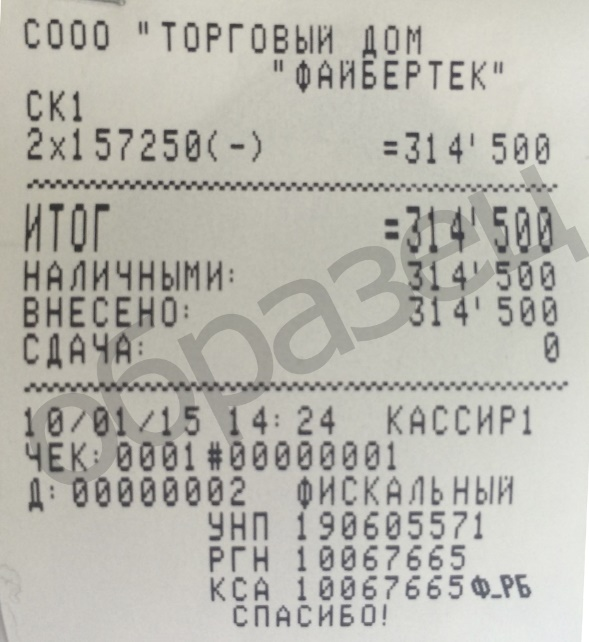 СООО "ТОРГОВЫЙ ДОМ
"ФАЙБЕРТЕК"
СК1
2x157250(-) =314'500
ИТОГ =314'500
НАЛИЧНЫМИ: 314'500
ВНЕСЕНО: 314'500
СДАЧА: 0
образец
10/01/15 14:24 КАССИР1
ЧЕК: 0001#00000001
Д: 00000002 ФИСКАЛЬНЫЙ
УНП 190605571
РГН 10067665
КСА 10067665Ф_РБ
СПАСИБО!